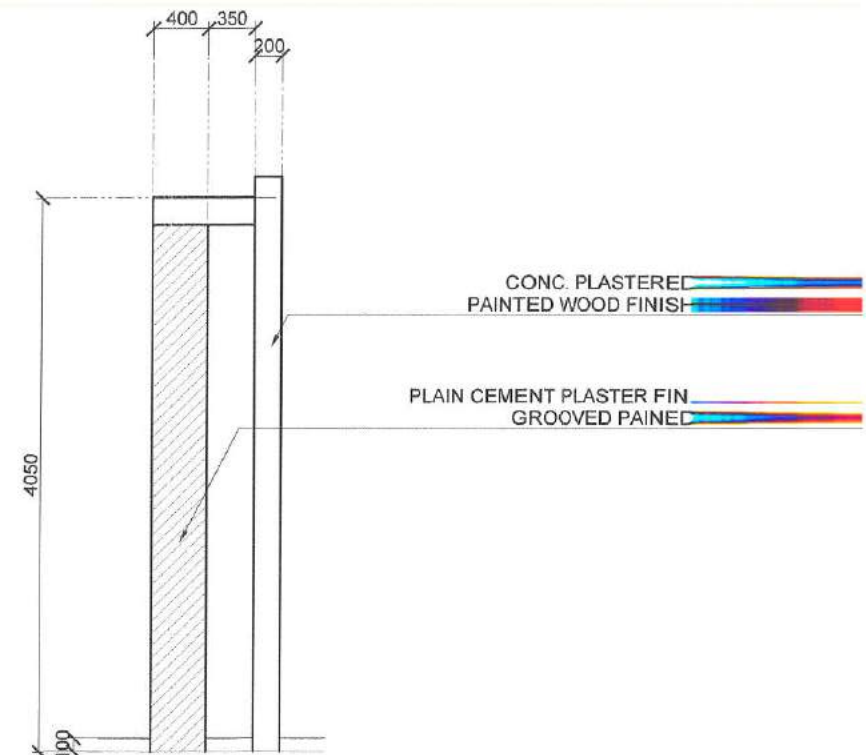 400 350
200
CONC. PLASTERED
PAINTED WOOD FINISH
PLAIN CEMENT PLASTER FIN
GROOVED PAINED
4050